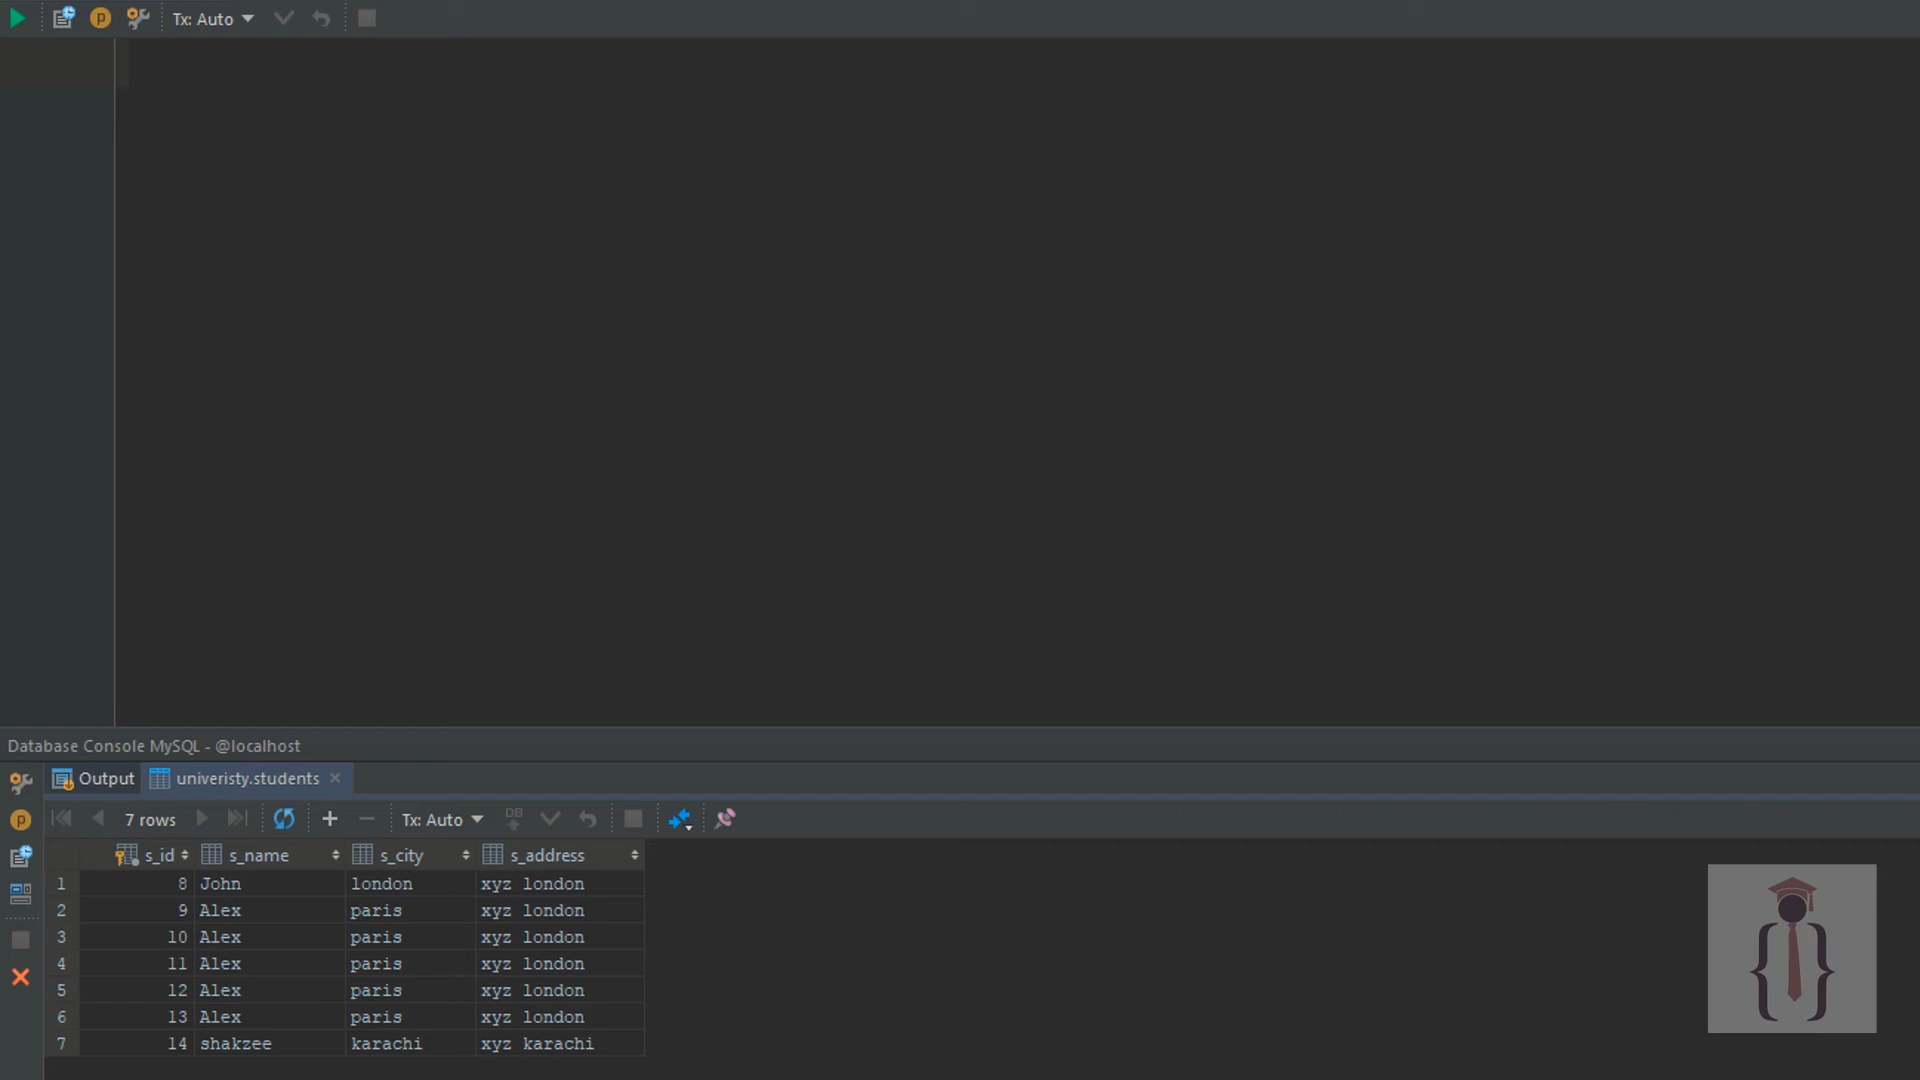 Tx: Auto
Database Console MySQL - @localhost
Output univeristy.students
7 rows Tx: Auto DB
s_id s_name s_city s_address
1 8 John london xyz london
2 9 Alex paris xyz london
3 10 Alex paris xyz london
4 11 Alex paris xyz london
5 12 Alex paris xyz london
6 13 Alex paris xyz london
7 14 shakzee karachi xyz karachi